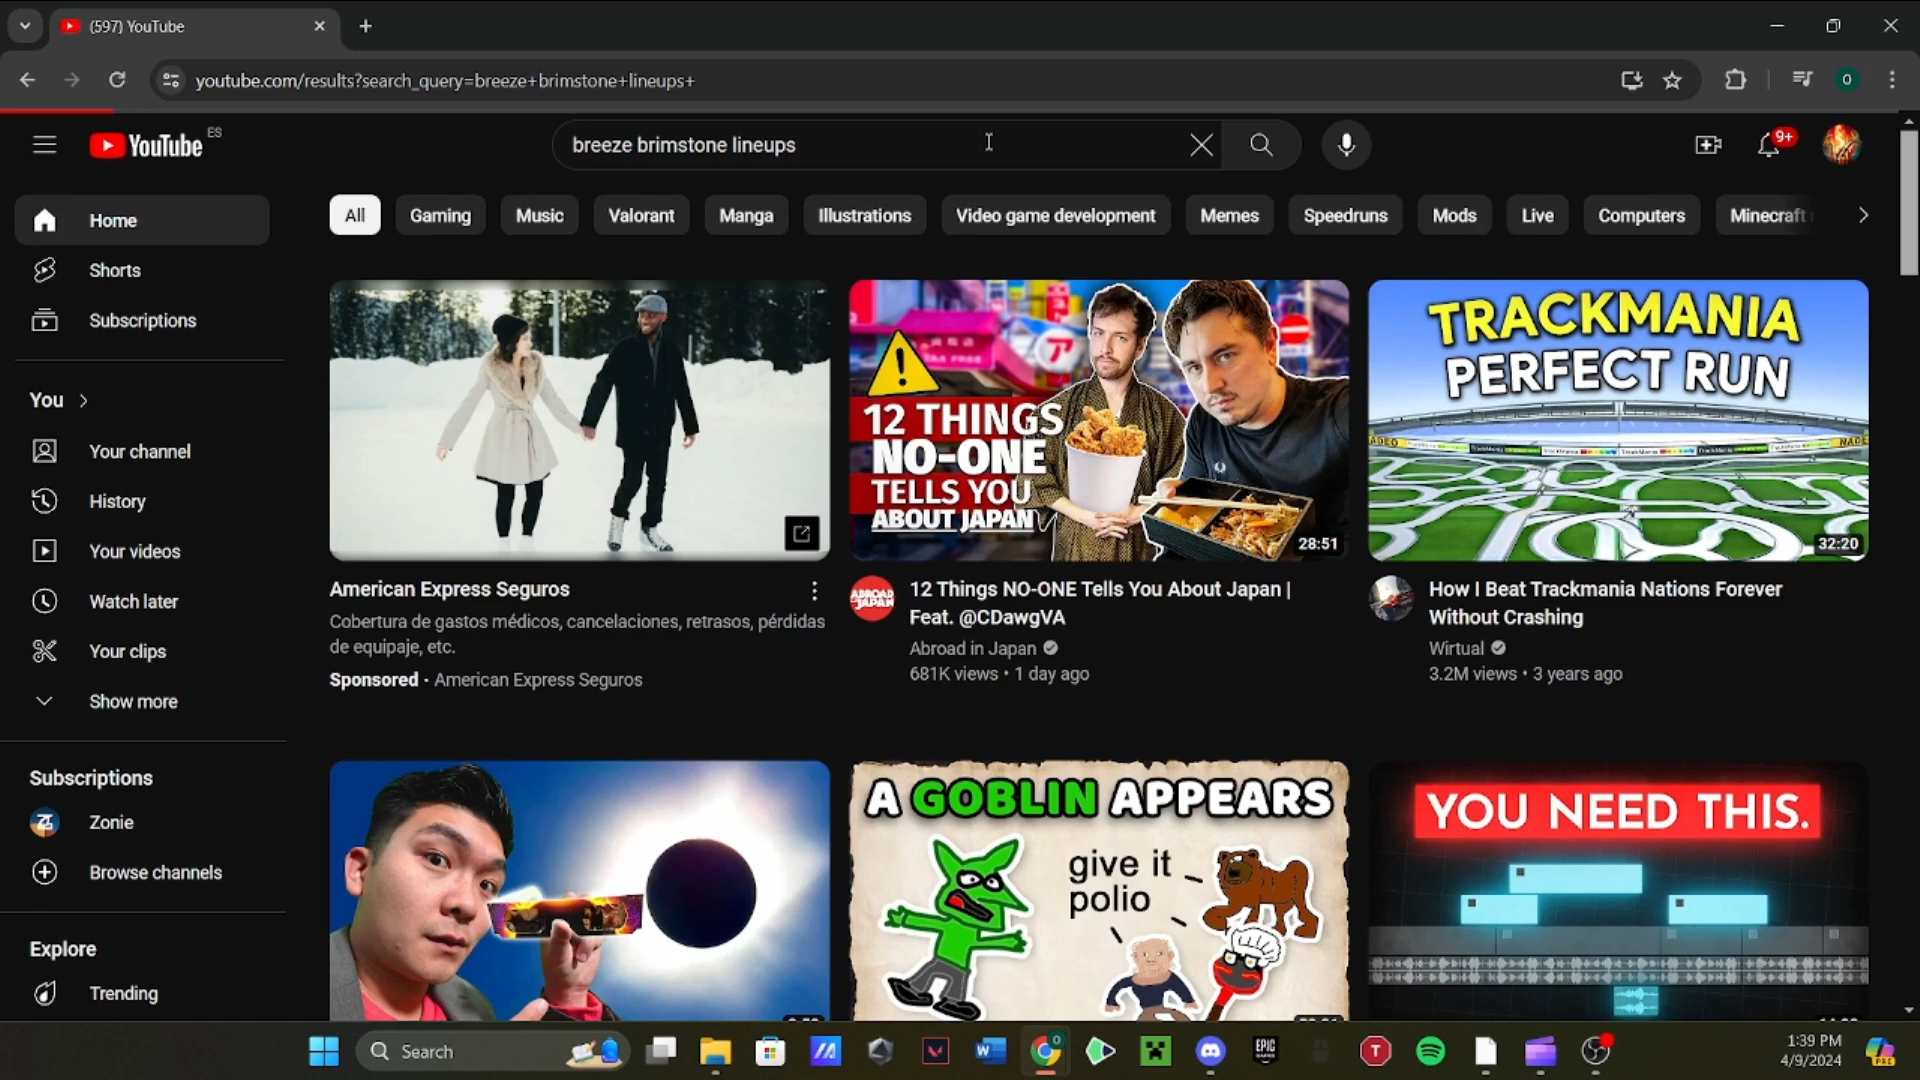 (597) YouTube
youtube.com/results?search_query=breeze+brimstone+lineups+
O
YouTube ES
breeze brimstone lineups
9+
Home
Shorts
Subscriptions
You
Your channel
History
Your videos
Watch later
Your clips
Show more
Subscriptions
Zonie
Browse channels
Explore
Trending
All
Gaming
Music
Valorant
Manga
Illustrations
Video game development
Memes
Speedruns
Mods
Live
Computers
Minecraft
American Express Seguros
Cobertura de gastos médicos, cancelaciones, retrasos, pérdidas
de equipaje, etc.
Sponsored · American Express Seguros
12 THINGS
NO-ONE
TELLS YOU
ABOUT JAPAN
28:51
ABROAD
JAPAN
12 Things NO-ONE Tells You About Japan |
Feat. @CDawgVA
Abroad in Japan
681K views • 1 day ago
TRACKMANIA
PERFECT RUN
32:20
How I Beat Trackmania Nations Forever
Without Crashing
Wirtual
3.2M views • 3 years ago
A GOBLIN APPEARS
give it
polio
YOU NEED THIS.
Search
EPIC
GAMES
T
1:39 PM
4/9/2024
PRE